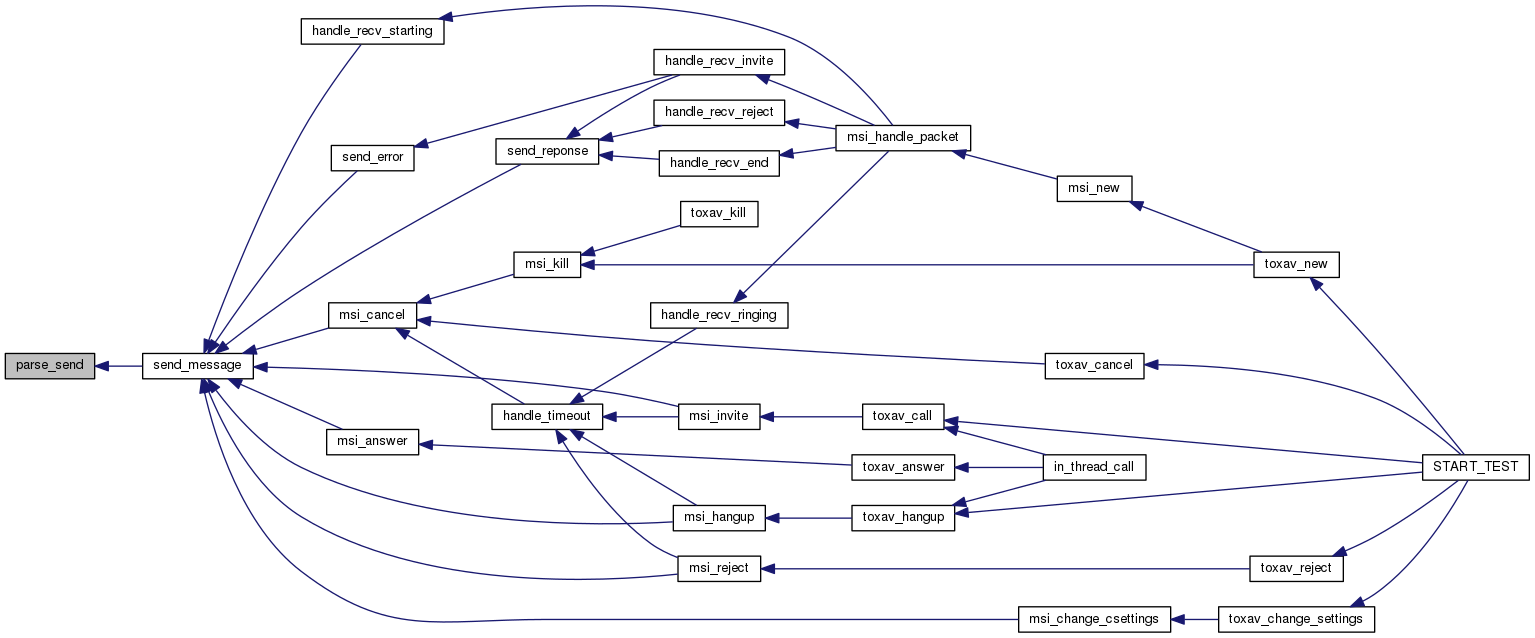 handle_recv_starting
handle_recv_invite
handle_recv_reject
msi_handle_packet
send_reponse
send_error
handle_recv_end
msi_new
toxav_kill
msi_kill
toxav_new
msi_cancel
handle_recv_ringing
parse_send
send_message
toxav_cancel
handle_timeout
msi_invite
toxav_call
msi_answer
toxav_answer
in_thread_call
START_TEST
msi_hangup
toxav_hangup
msi_reject
toxav_reject
msi_change_csettings
toxav_change_settings